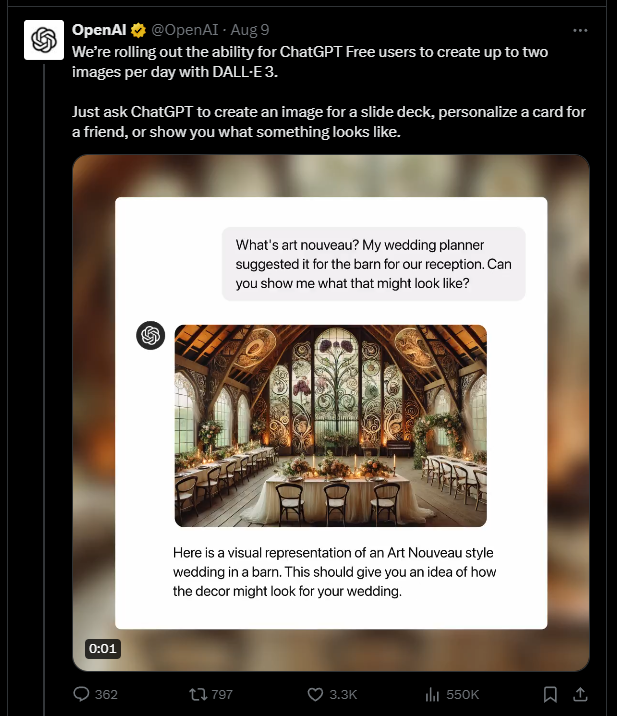 OpenAI @OpenAI · Aug 9
We're rolling out the ability for ChatGPT Free users to create up to two
images per day with DALL·E 3.
Just ask ChatGPT to create an image for a slide deck, personalize a card for
a friend, or show you what something looks like.
What's art nouveau? My wedding planner
suggested it for the barn for our reception. Can
you show me what that might look like?
Here is a visual representation of an Art Nouveau style
wedding in a barn. This should give you an idea of how
the decor might look for your wedding.
0:01
362 797 3.3K 550K